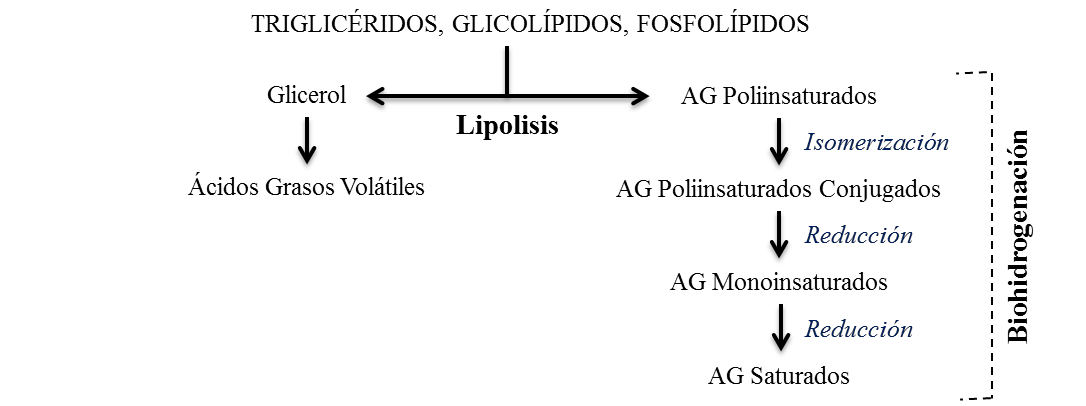 TRIGLICÉRIDOS, GLICOLÍPIDOS, FOSFOLÍPIDOS
Glicerol
AG Poliinsaturados
Lipolisis
Isomerización
Ácidos Grasos Volátiles
AG Poliinsaturados Conjugados
Reducción
AG Monoinsaturados
Reducción
AG Saturados
Biohidrogenación